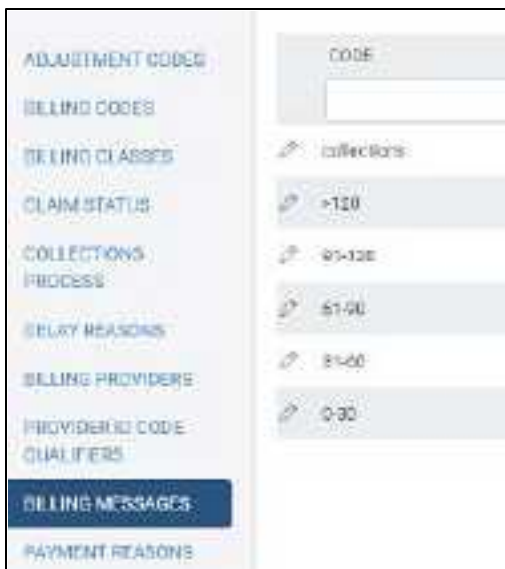 ADJUSTMENT CODES
BILLING CODES
BILLING CLASSES
CLAIM STATUS
COLLECTIONS
PROCESS
DELAY REASONS
BILLING PROVIDERS
PROVIDER ID CODE
QUALIFIERS
BILLING MESSAGES
PAYMENT REASONS
CODE
collections
>120
91-120
61-90
31-60
0-30